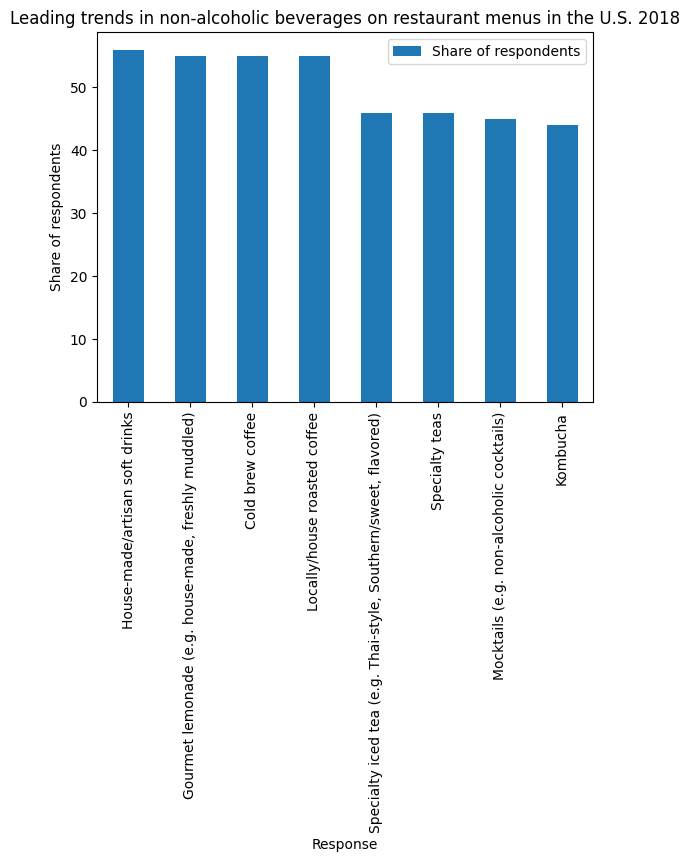 Leading trends in non-alcoholic beverages on restaurant menus in the U.S. 2018
Share of respondents
Share of respondents
50
40
30
20
10
0
House-made/artisan soft drinks
Gourmet lemonade (e.g. house-made, freshly muddled)
Cold brew coffee
Locally/house roasted coffee
Specialty iced tea (e.g. Thai-style, Southern/sweet, flavored)
Specialty teas
Mocktails (e.g. non-alcoholic cocktails)
Kombucha
Response